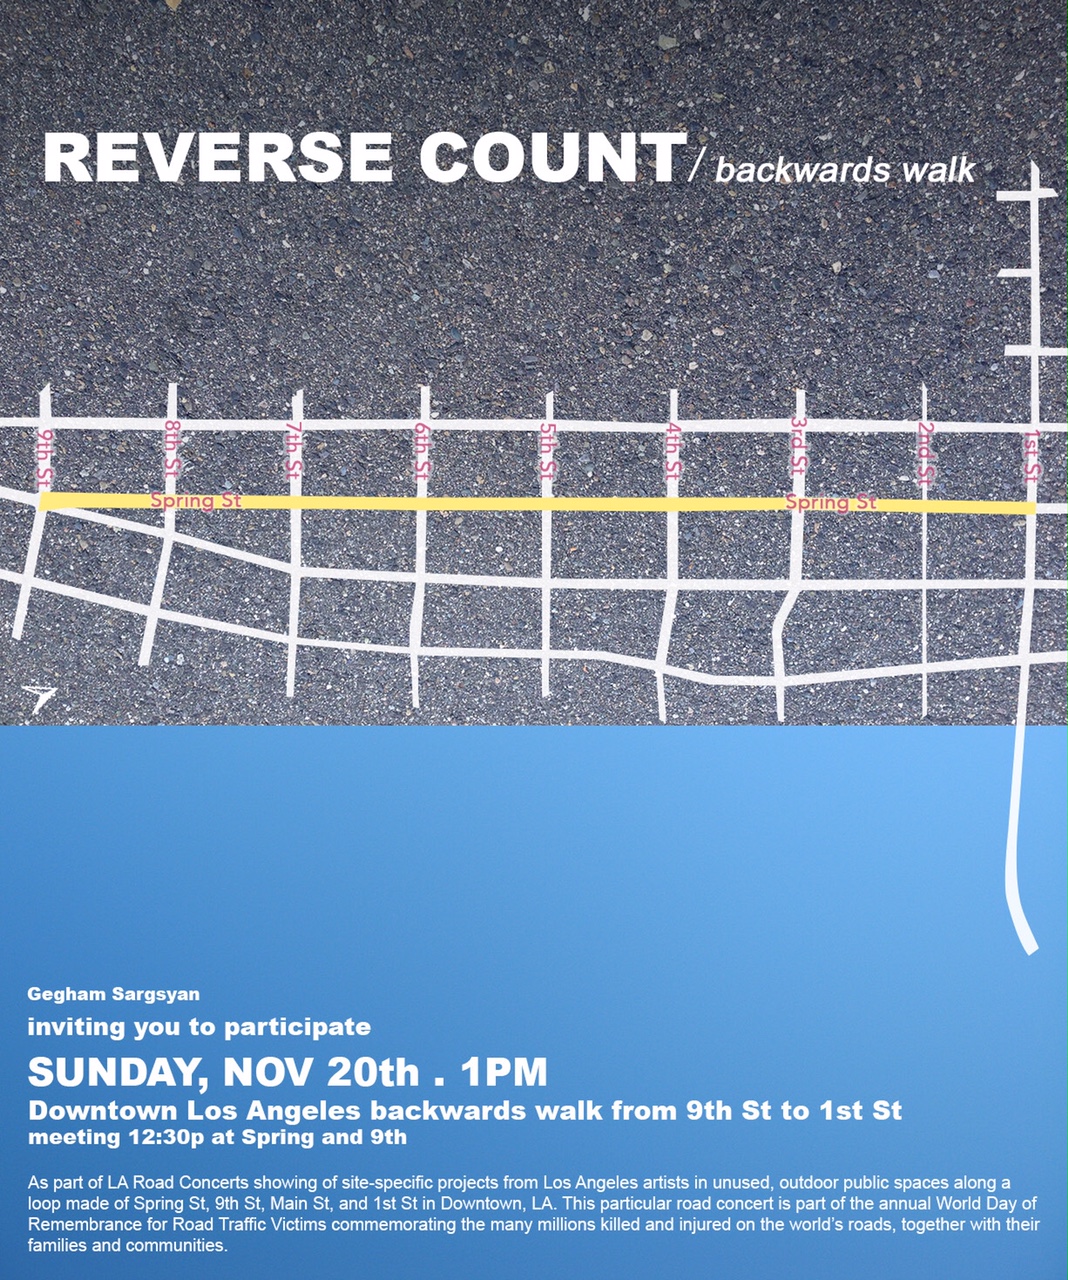 REVERSE COUNT/ backwards walk
9th St
8th St
7th St
6th St
5th St
4th St
3rd St
2nd St
1st St
Spring St
Spring St
Gegham Sargsyan
inviting you to participate
SUNDAY, NOV 20th . 1PM
Downtown Los Angeles backwards walk from 9th St to 1st St
meeting 12:30p at Spring and 9th
As part of LA Road Concerts showing of site-specific projects from Los Angeles artists in unused, outdoor public spaces along a
loop made of Spring St, 9th St, Main St, and 1st St in Downtown, LA. This particular road concert is part of the annual World Day of
Remembrance for Road Traffic Victims commemorating the many millions killed and injured on the world's roads, together with their
families and communities.